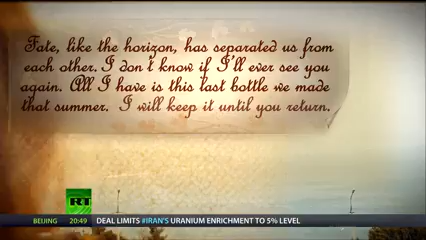 Fate, like the horizon, has separated us from
each other. I don't know if I'll ever see you
again. All I have is this last bottle we made
that summer. I will keep it until you return.
RT
BEIJING 20:49 DEAL LIMITS #IRAN'S URANIUM ENRICHMENT TO 5% LEVEL